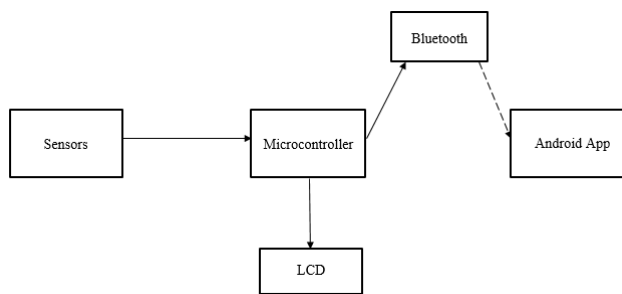 Bluetooth
Sensors
Microcontroller
Android App
LCD